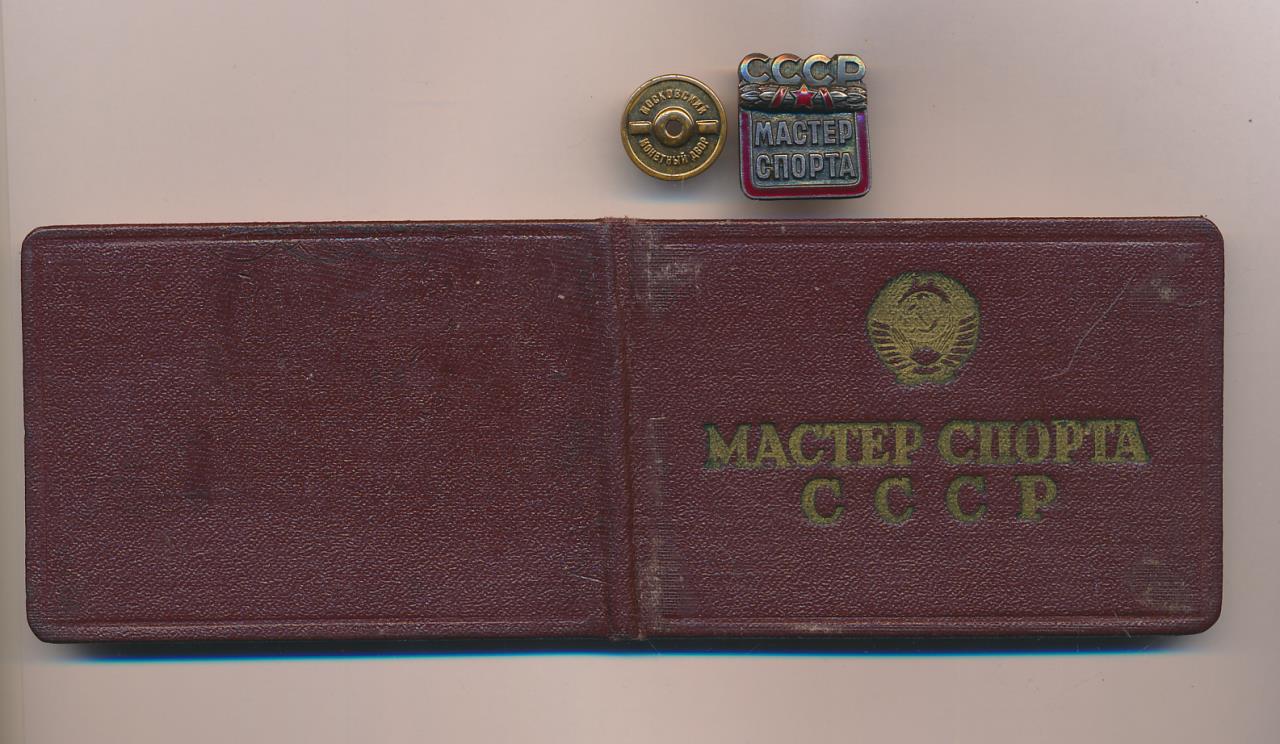 МОСКОВСКИЙ
МОНЕТНЫЙ ДВОР
СССР
МАСТЕР
СПОРТА
МАСТЕР СПОРТА
СССР